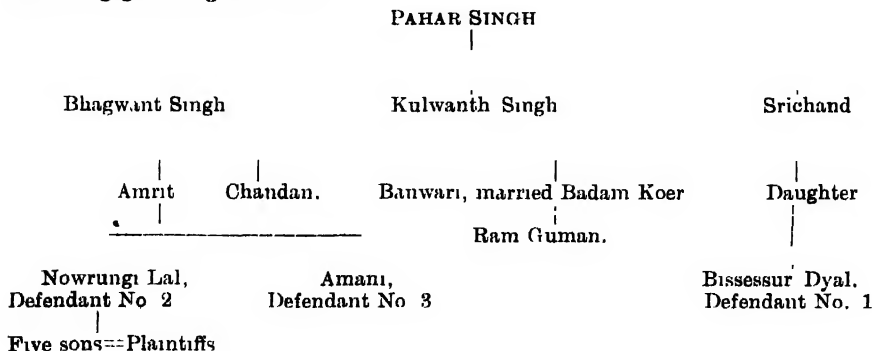 PAHAR SINGH
Bhagwant Singh Kulwanth Singh Srichand
Amrit Chandan. Banwari, married Badam Koer Daughter
Ram Guman.
Nowrungi Lal, Amani, Bissessur Dyal.
Defendant No 2 Defendant No 3 Defendant No. 1
Five sons==Plaintiffs